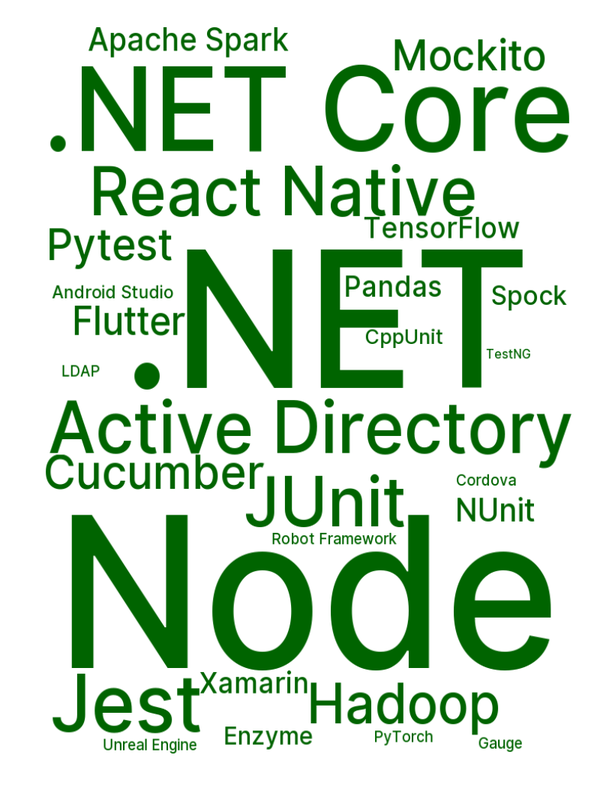 Apache Spark
Mockito
.NET Core
React Native
TensorFlow
Pytest
.NET
Pandas
Android Studio
Spock
Flutter
CppUnit
TestNG
LDAP
Active Directory
Cucumber
JUnit
Cordova
NUnit
Robot Framework
Node
Xamarin
Jest
Hadoop
Enzyme
PyTorch
Unreal Engine
Gauge